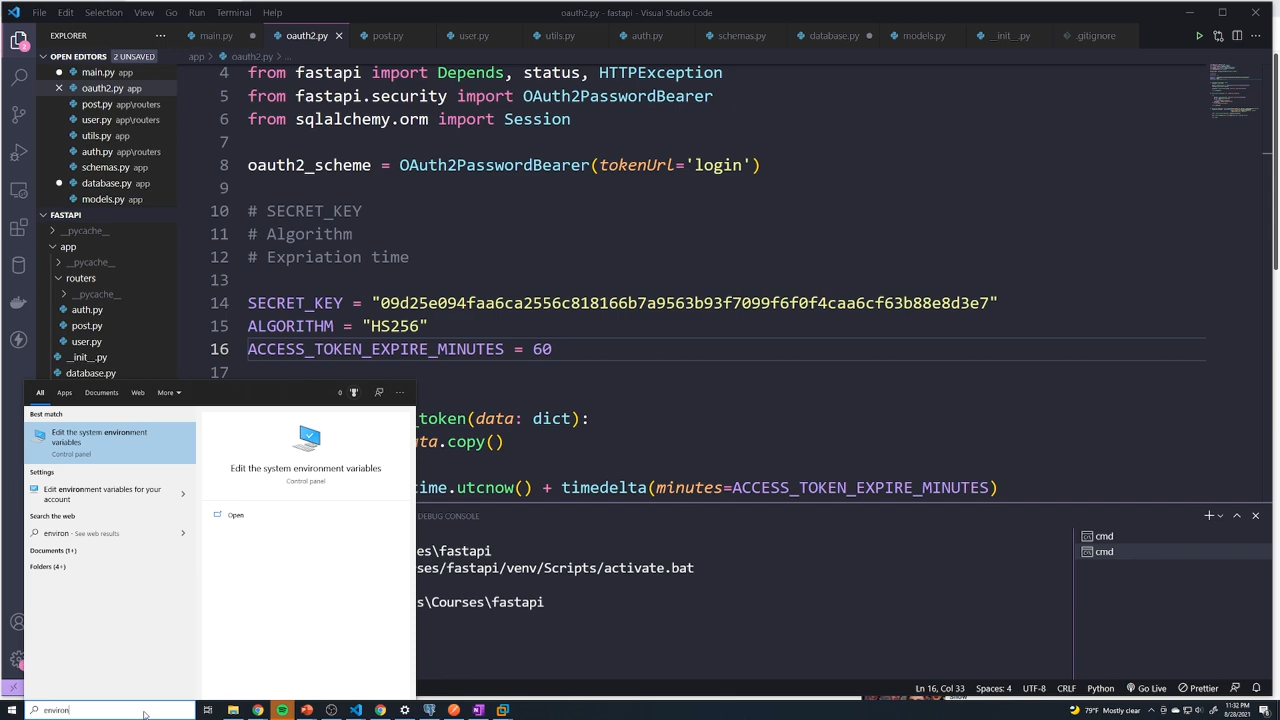 File Edit Selection View Go Run Terminal Help
oauth2.py - fastapi - Visual Studio Code
EXPLORER
main.py
oauth2.py
post.py
user.py
utils.py
auth.py
schemas.py
database.py
models.py
__init__.py
.gitignore
OPEN EDITORS 2 UNSAVED
main.py app
oauth2.py app
post.py app\routers
user.py app\routers
utils.py app
auth.py app\routers
schemas.py app
database.py app
models.py app
FASTAPI
__pycache__
app
__pycache__
routers
__pycache__
auth.py
post.py
user.py
__init__.py
database.py
app > oauth2.py > ...
4 from fastapi import Depends, status, HTTPException
5 from fastapi.security import OAuth2PasswordBearer
6 from sqlalchemy.orm import Session
7
8 oauth2_scheme = OAuth2PasswordBearer(tokenUrl='login')
9
10 # SECRET_KEY
11 # Algorithm
12 # Expriation time
13
14 SECRET_KEY = "09d25e094faa6ca2556c818166b7a9563b93f7099f6f0f4caa6cf63b88e8d3e7"
15 ALGORITHM = "HS256"
16 ACCESS_TOKEN_EXPIRE_MINUTES = 60
17
_token(data: dict):
ata.copy()
time.utcnow() + timedelta(minutes=ACCESS_TOKEN_EXPIRE_MINUTES)
DEBUG CONSOLE
es\fastapi
ses/fastapi/venv/Scripts/activate.bat
s\Courses\fastapi
cmd
cmd
All Apps Documents Web More
0
Best match
Edit the system environment
variables
Control panel
Settings
Edit environment variables for your
account
Search the web
environ - See web results
Documents (1+)
Folders (4+)
Edit the system environment variables
Control panel
Open
Ln 16, Col 33 Spaces: 4 UTF-8 CRLF Python Go Live Prettier
environ
79°F Mostly clear
11:32 PM
8/28/2021